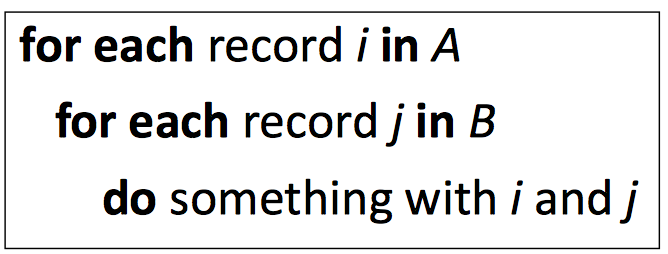 for each record i in A
for each record j in B
do something with i and j